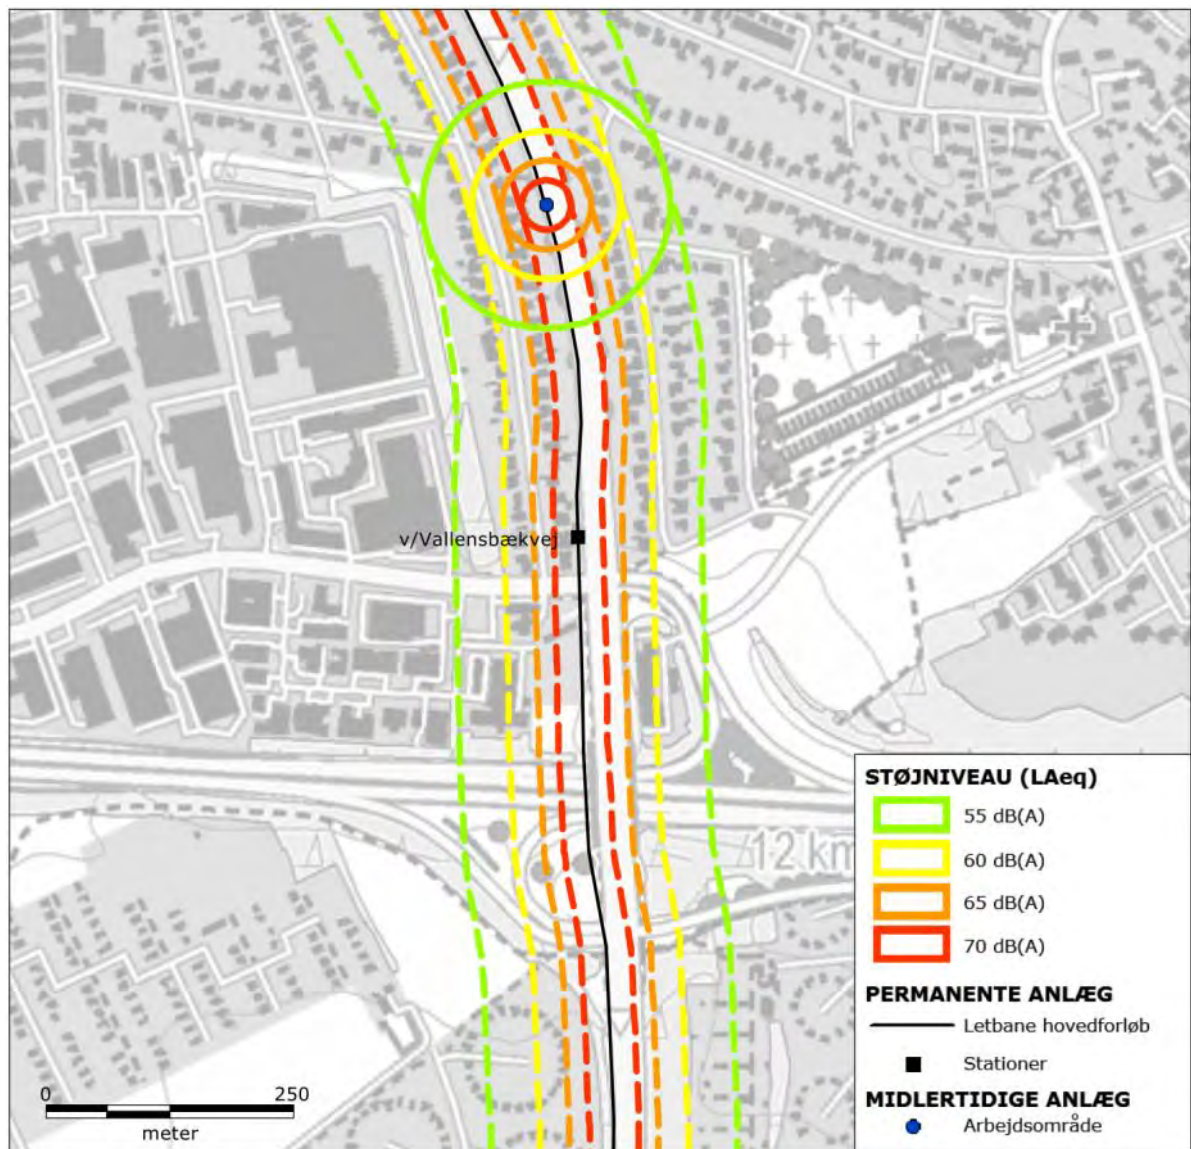 v/Vallensbækvej
12 km
STØJNIVEAU (LAeq)
55 dB(A)
60 dB(A)
65 dB(A)
70 dB(A)
PERMANENTE ANLÆG
Letbane hovedforløb
Stationer
MIDLERTIDIGE ANLÆG
Arbejdsområde
0 250
meter